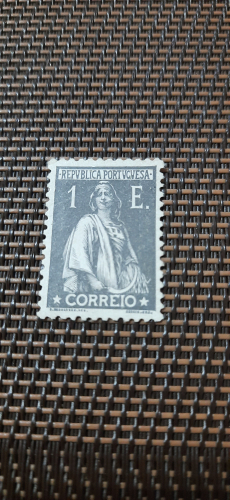 REPVBLICA PORTVGVESA
1 E.
CORREIO